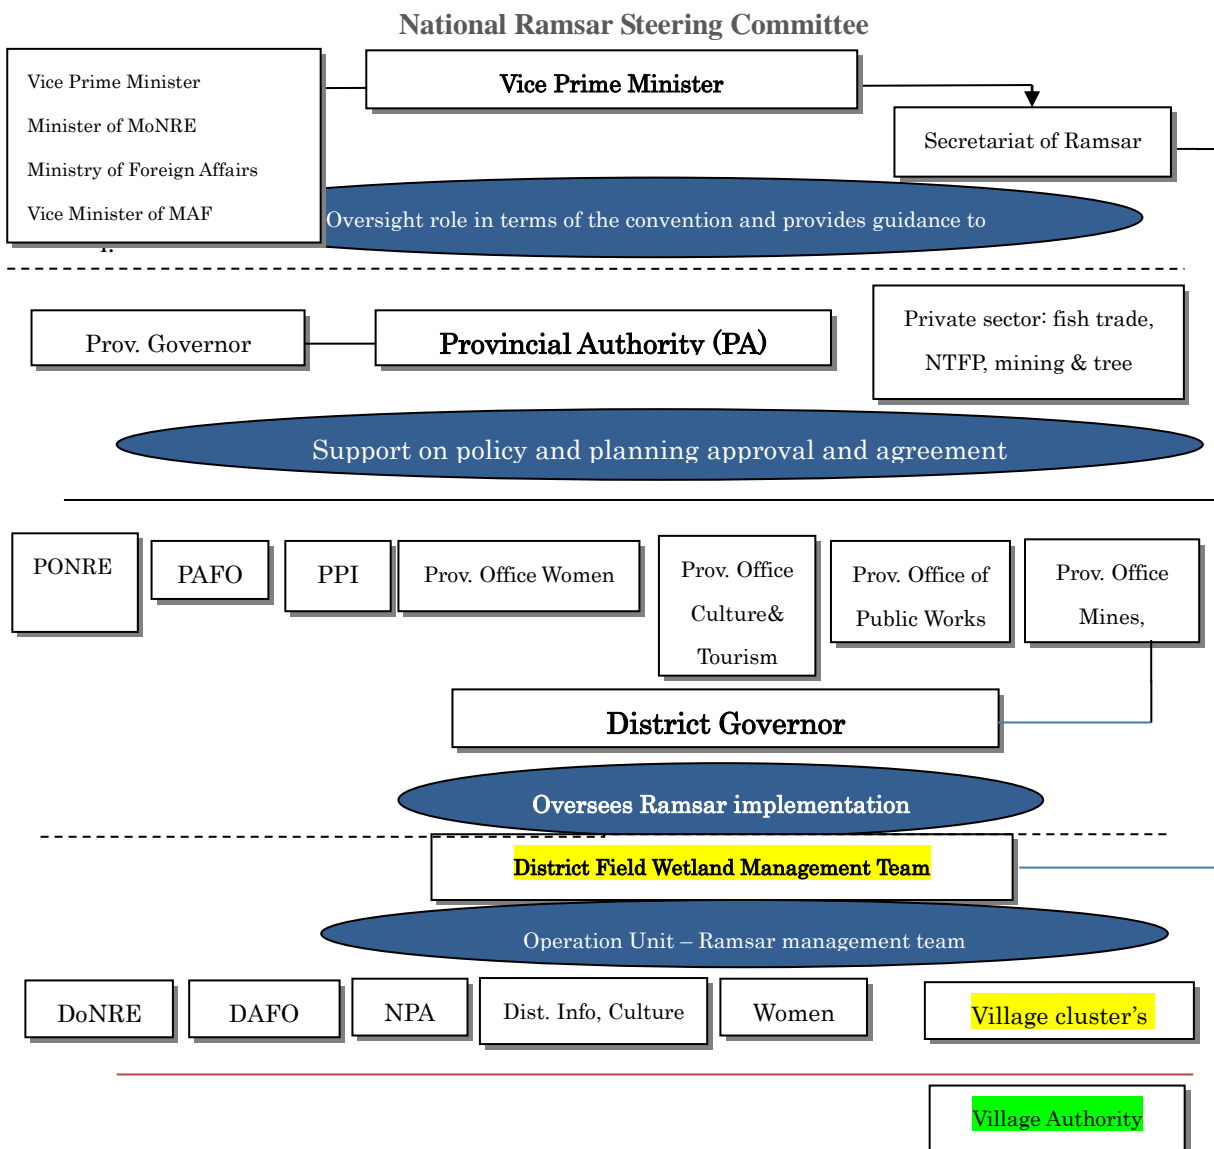 National Ramsar Steering Committee
Vice Prime Minister
Minister of MoNRE
Ministry of Foreign Affairs
Vice Minister of MAF
Vice Prime Minister
Secretariat of Ramsar
Oversight role in terms of the convention and provides guidance to
Prov. Governor
Provincial Authority (PA)
Private sector: fish trade,
NTFP, mining & tree
Support on policy and planning approval and agreement
PONRE
PAFO
PPI
Prov. Office Women
Prov. Office
Culture&
Tourism
Prov. Office of
Public Works
Prov. Office
Mines,
District Governor
Oversees Ramsar implementation
District Field Wetland Management Team
Operation Unit – Ramsar management team
DoNRE
DAFO
NPA
Dist. Info, Culture
Women
Village cluster’s
Village Authority